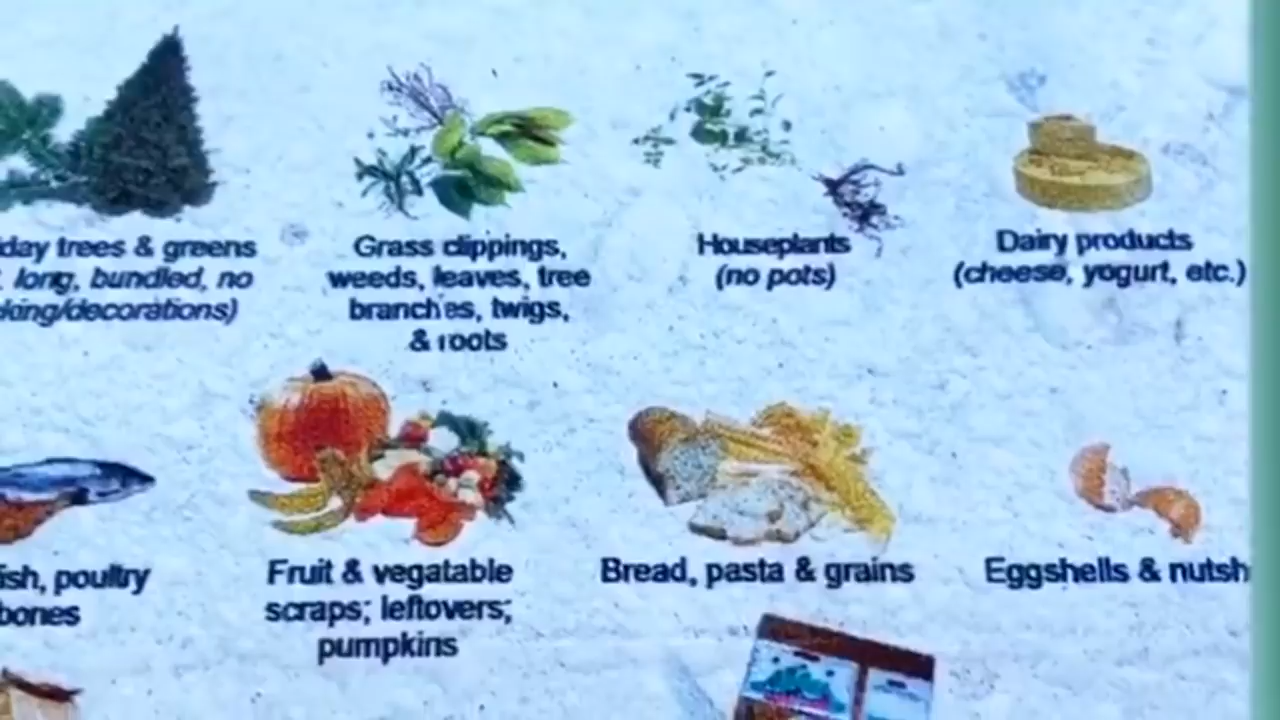 day trees & greens
long, bundled, no
king/decorations)
Grass clippings,
weeds, leaves, tree
branches, twigs,
& roots
Houseplants
(no pots)
Dairy products
(cheese, yogurt, etc.)
ish, poultry
bones
Fruit & vegatable
scraps; leftovers;
pumpkins
Bread, pasta & grains
Eggshells & nutsh